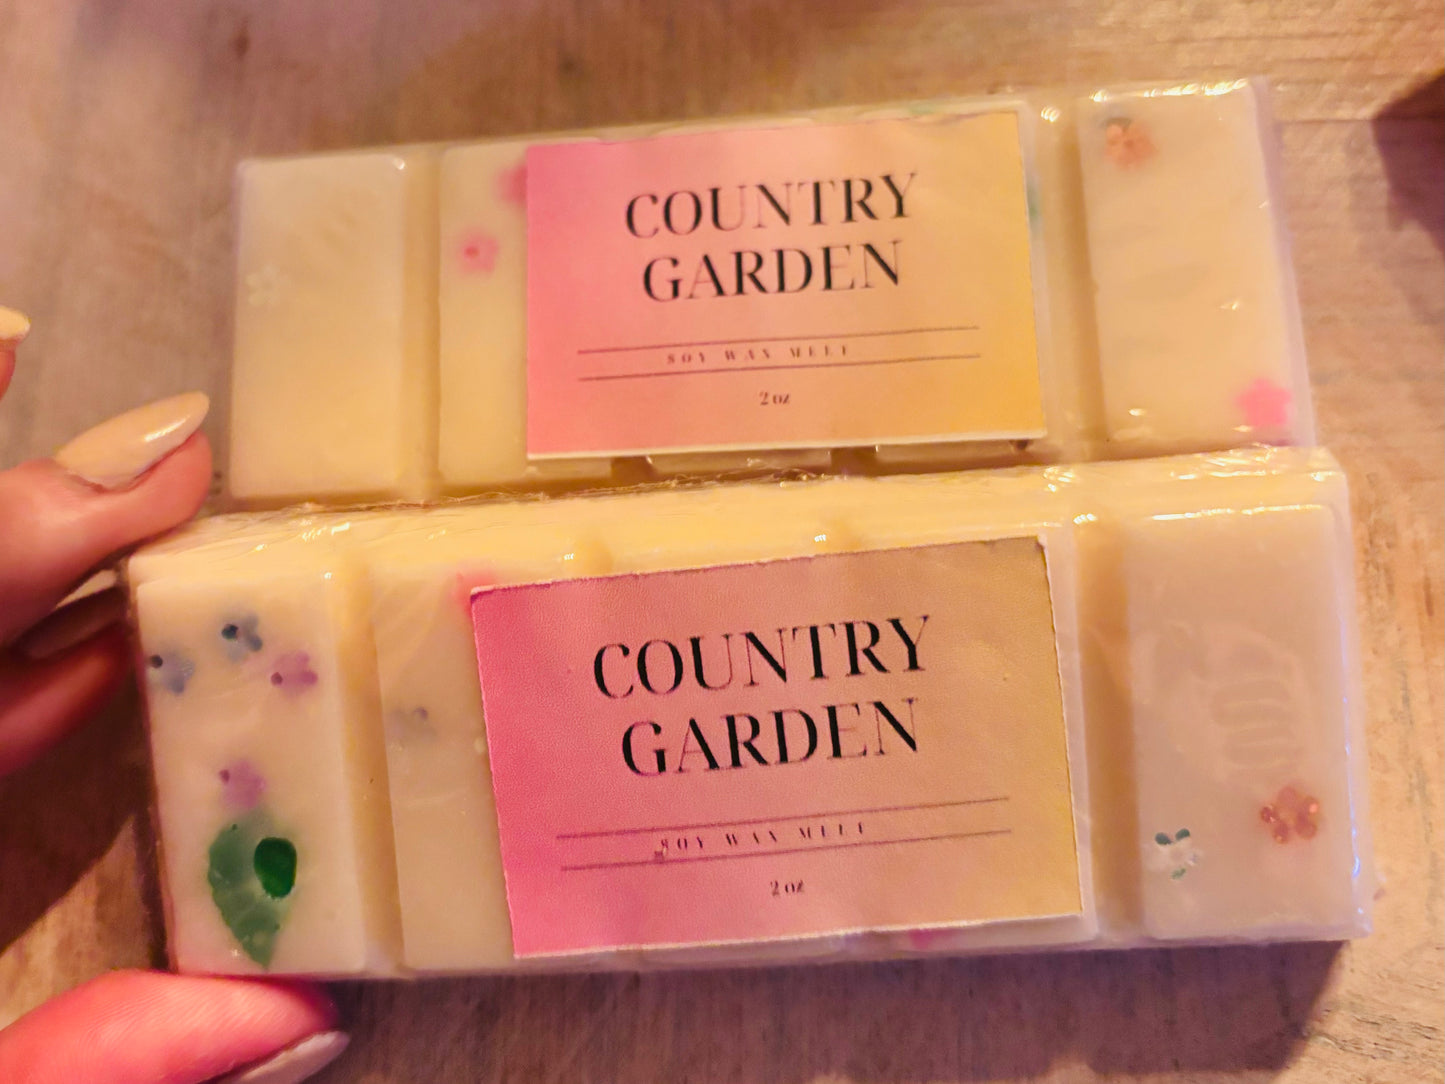 COUNTRY
GARDEN
SOY WAX MELT
2 oz
COUNTRY
GARDEN
SOY WAX MELT
2 oz